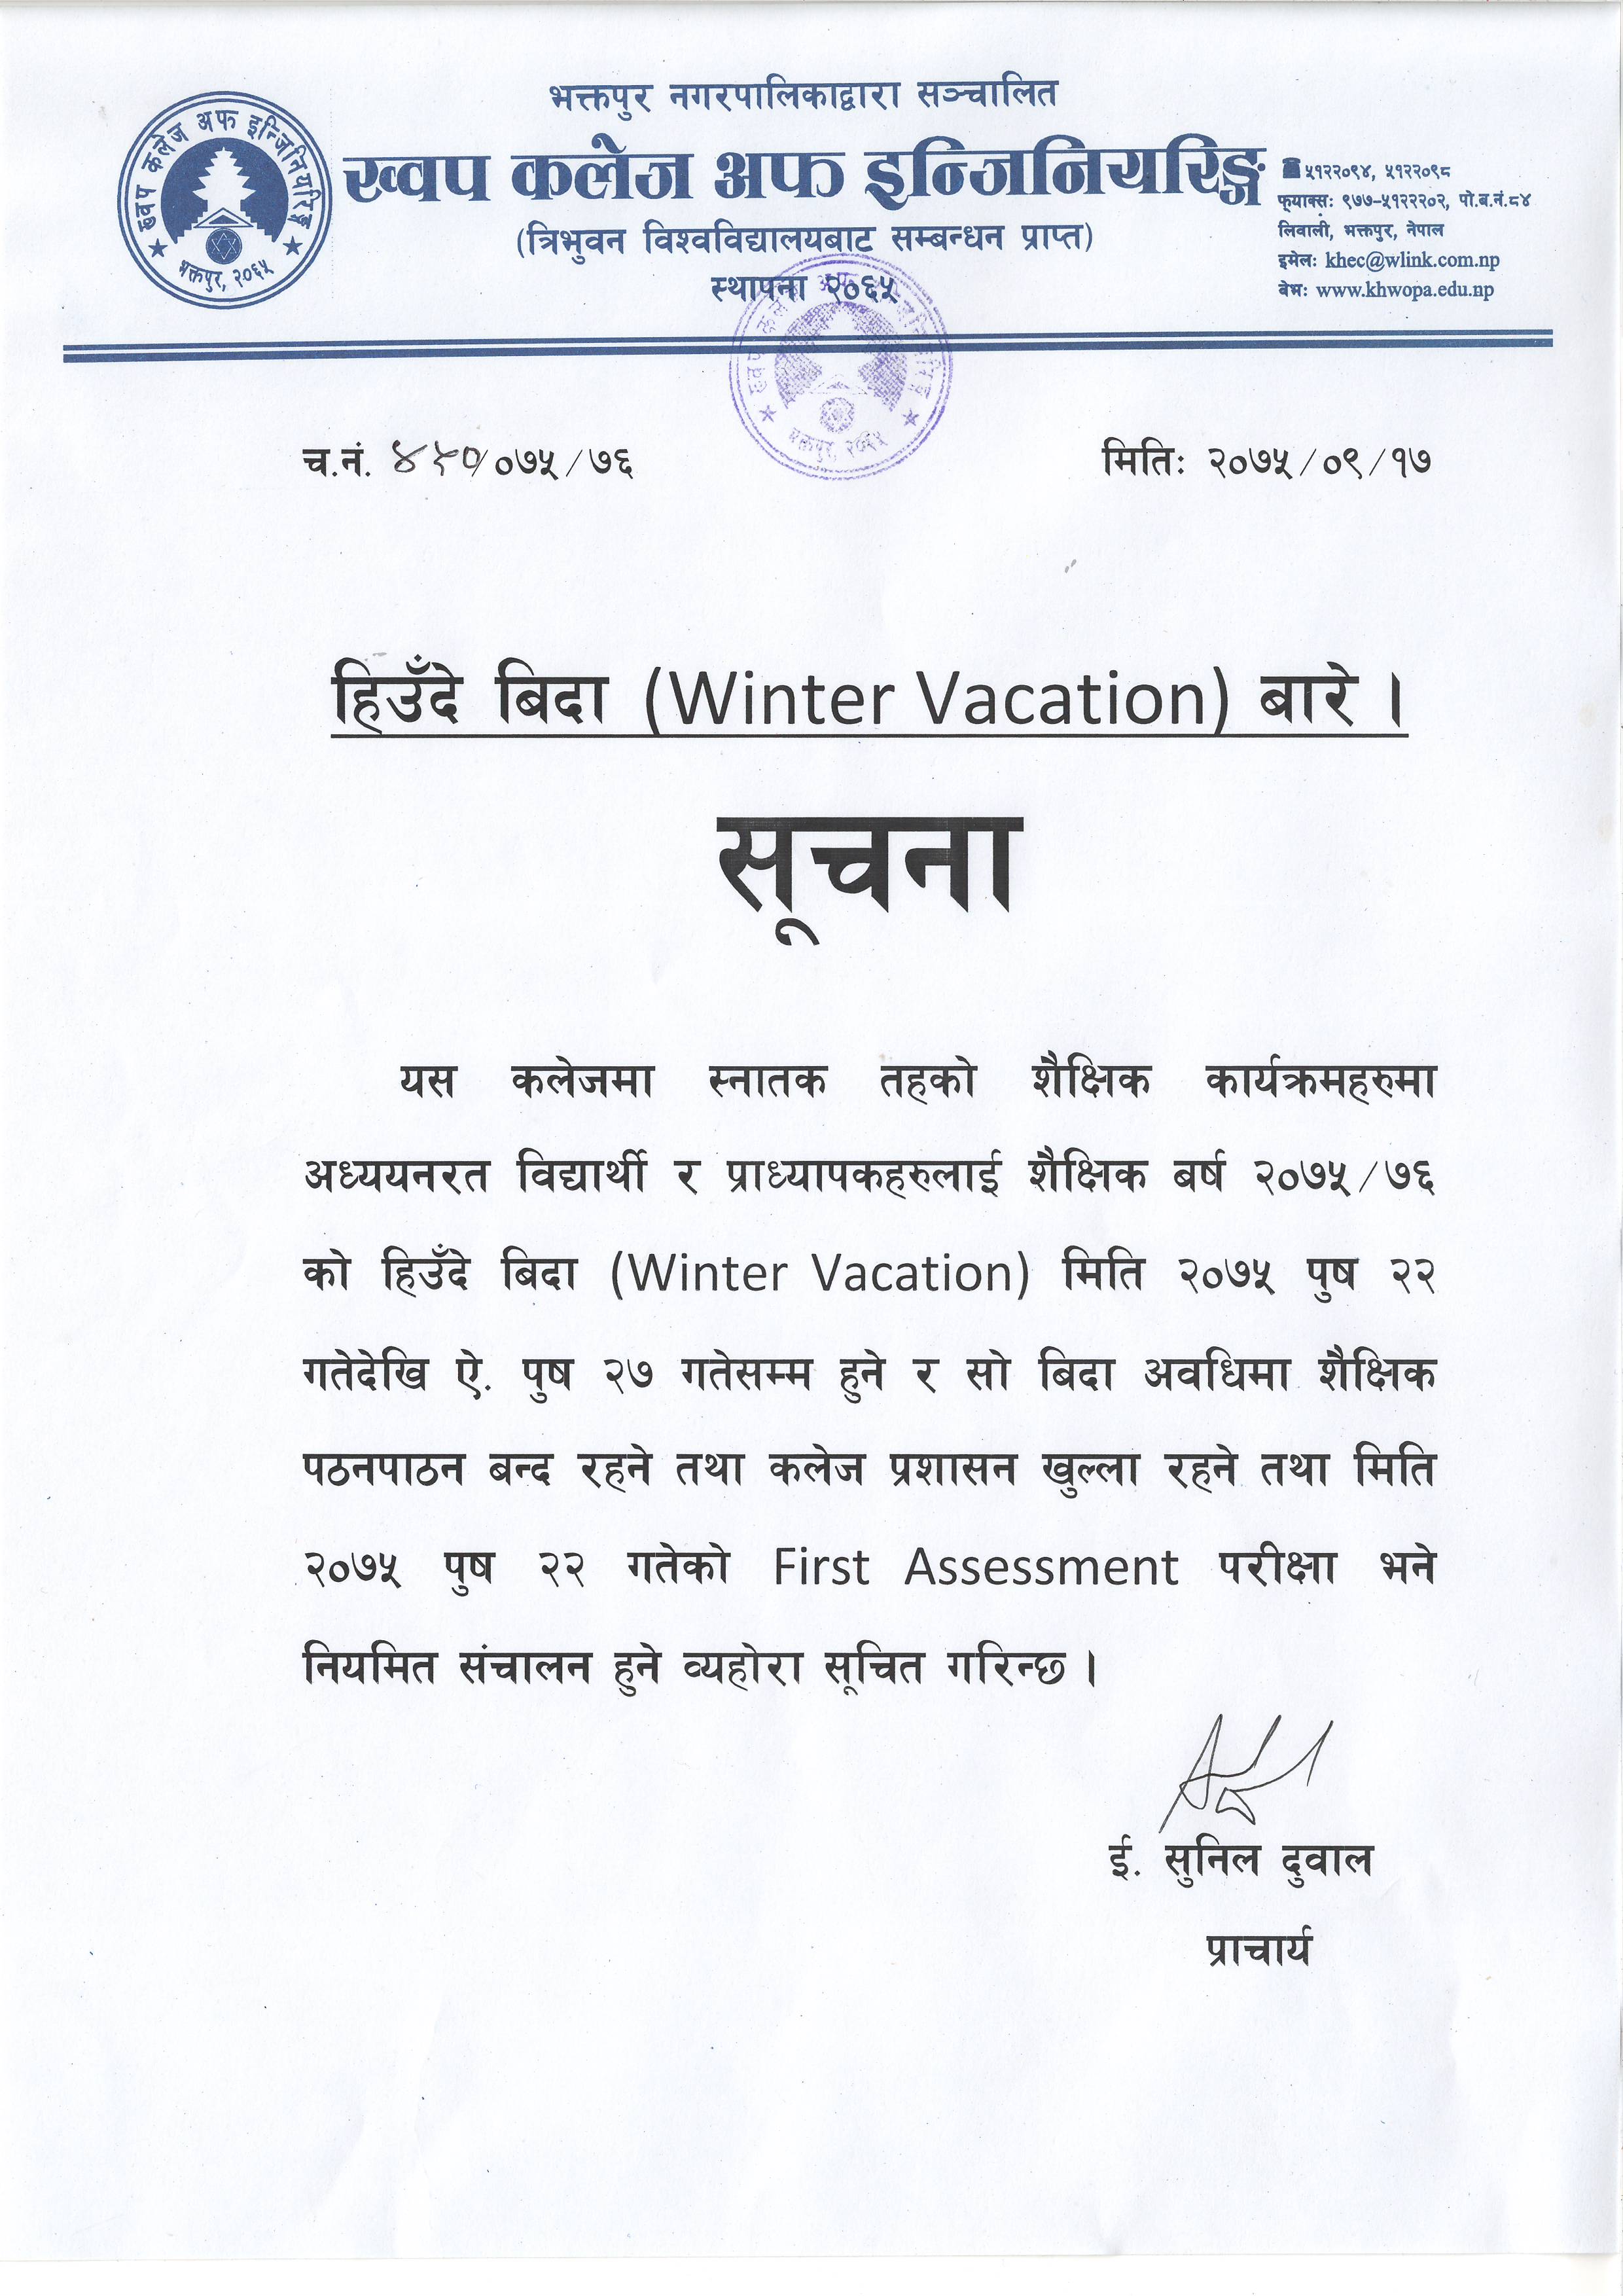 भक्तपुर नगरपालिकाद्वारा सञ्चालित
ख्वप कलेज अफ इन्जिनियरिङ्ग
(त्रिभुवन विश्वविद्यालयबाट सम्बन्धन प्राप्त)
स्थापना २०६५
ख्वप कलेज अफ इन्जिनियरिङ्ग
भक्तपुर, २०६५
☎ ५१२२०९४, ५१२२०९८
फ्याक्स: ९७७-५१२२२०२, पो.ब.नं.८४
लिवाली, भक्तपुर, नेपाल
इमेल: khec@wlink.com.np
वेभ: www.khwopa.edu.np
भक्तपुर, २०६५
च.नं. ४५०/०७५/७६
मिति: २०७५/०९/१७
हिउँदे बिदा (Winter Vacation) बारे ।
सूचना
यस कलेजमा स्नातक तहको शैक्षिक कार्यक्रमहरुमा
अध्ययनरत विद्यार्थी र प्राध्यापकहरुलाई शैक्षिक बर्ष २०७५/७६
को हिउँदे बिदा (Winter Vacation) मिति २०७५ पुष २२
गतेदेखि ऐ. पुष २७ गतेसम्म हुने र सो बिदा अवधिमा शैक्षिक
पठनपाठन बन्द रहने तथा कलेज प्रशासन खुल्ला रहने तथा मिति
२०७५ पुष २२ गतेको First Assessment परीक्षा भने
नियमित संचालन हुने व्यहोरा सूचित गरिन्छ ।
ई. सुनिल दुवाल
प्राचार्य